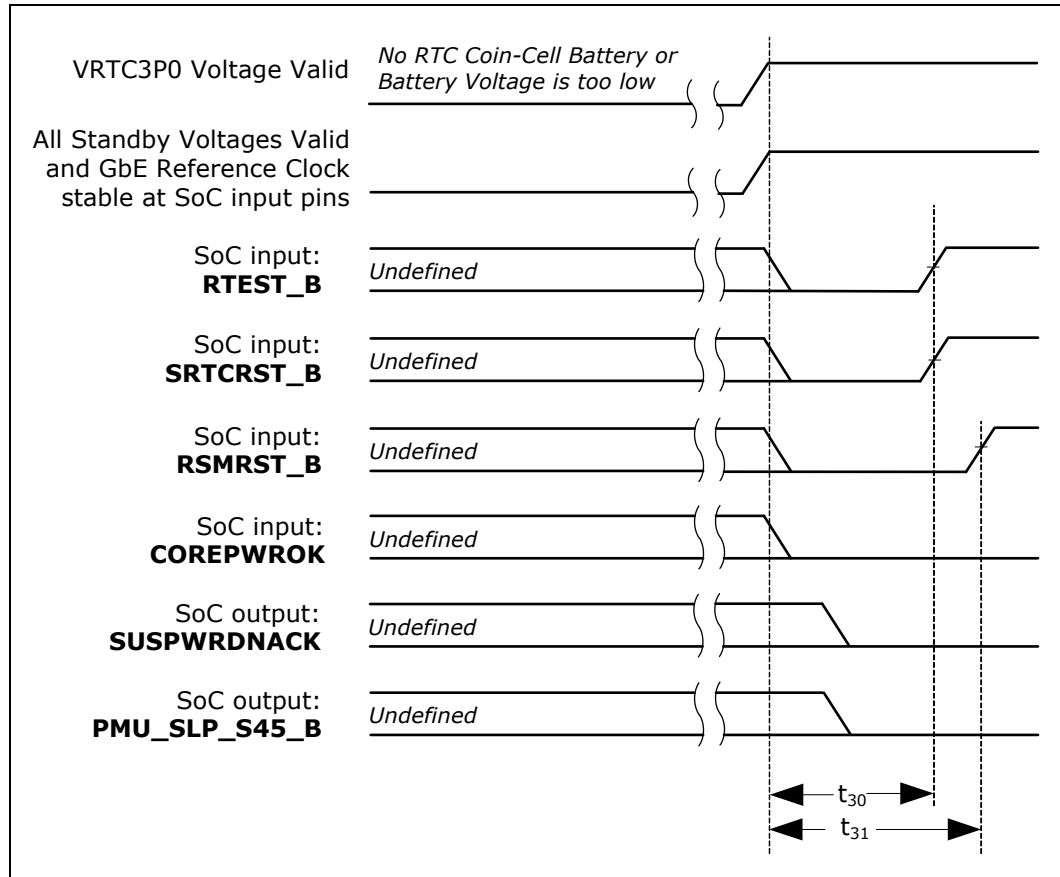 VRTC3P0 Voltage Valid
No RTC Coin-Cell Battery or
Battery Voltage is too low
All Standby Voltages Valid
and GbE Reference Clock
stable at SoC input pins
SoC input:
RTEST_B
Undefined
SoC input:
SRTCRST_B
Undefined
SoC input:
RSMRST_B
Undefined
SoC input:
COREPWROK
Undefined
SoC output:
SUSPWRDNACK
Undefined
SoC output:
PMU_SLP_S45_B
Undefined
t30
t31